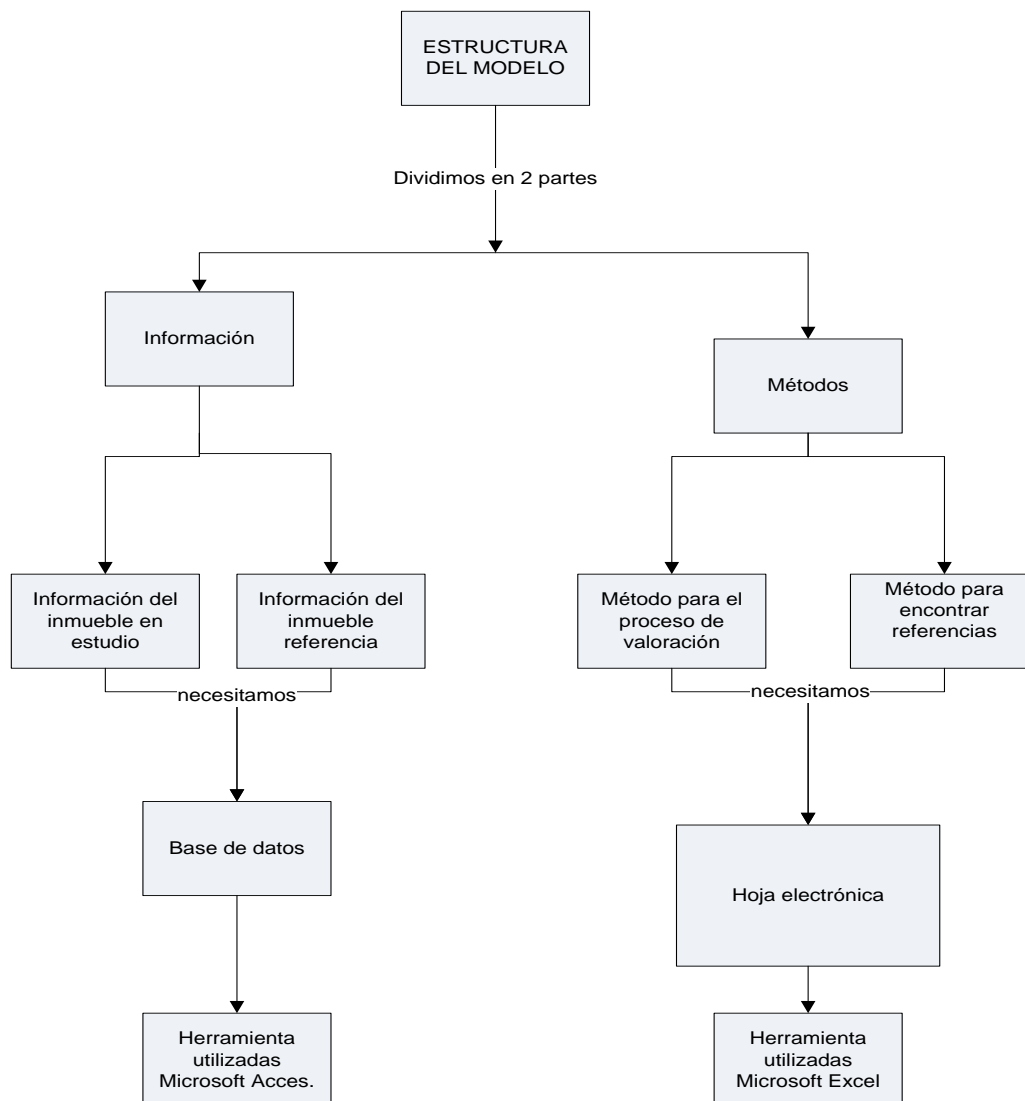 ESTRUCTURA
DEL MODELO
Dividimos en 2 partes
Información
Métodos
Información del
inmueble en
estudio
Información del
inmueble
referencia
Método para el
proceso de
valoración
Método para
encontrar
referencias
necesitamos
necesitamos
Base de datos
Hoja electrónica
Herramienta
utilizadas
Microsoft Acces.
Herramienta
utilizadas
Microsoft Excel